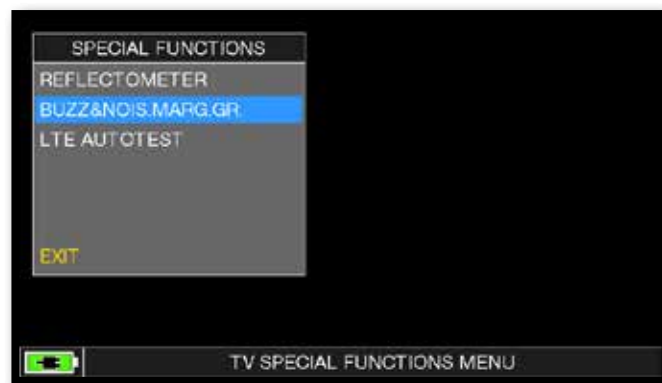 SPECIAL FUNCTIONS
REFLECTOMETER
BUZZ&NOIS.MARG.GR.
LTE AUTOTEST
EXIT
TV SPECIAL FUNCTIONS MENU